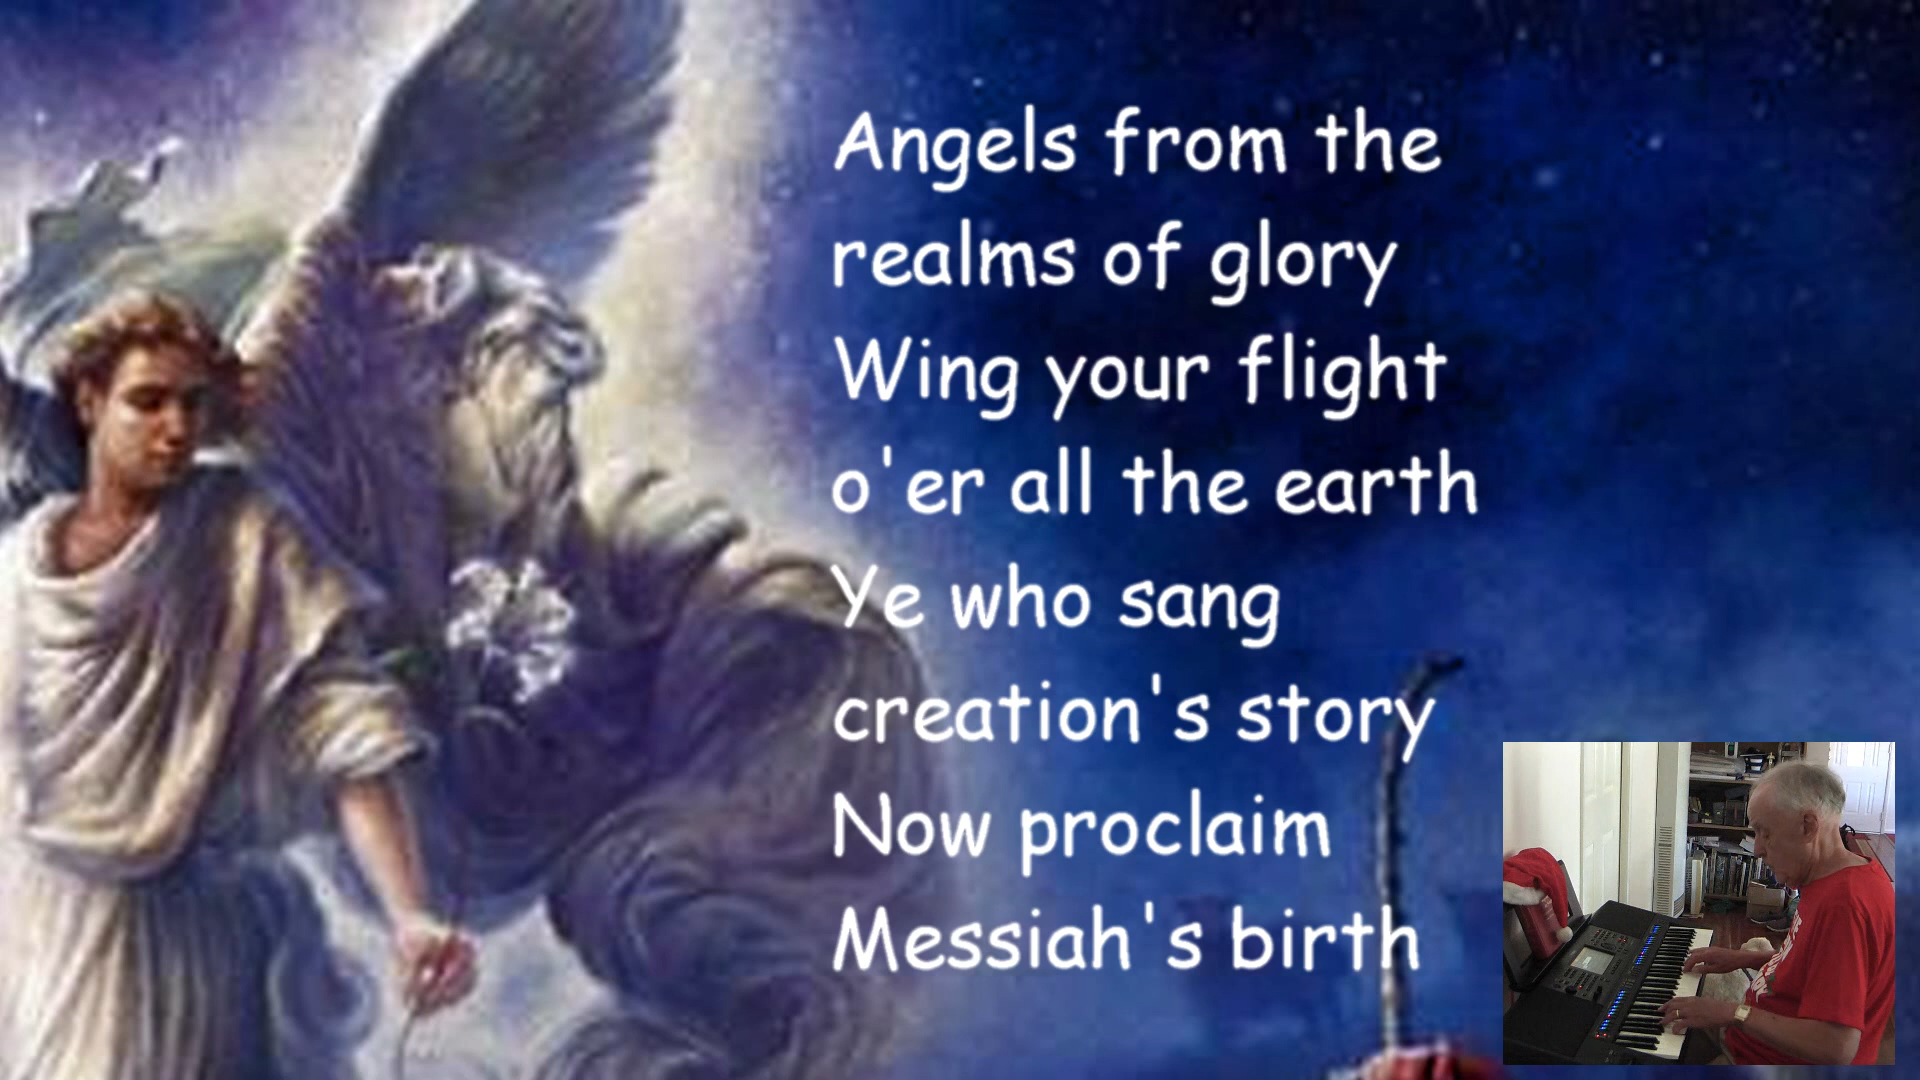 Angels from the
realms of glory
Wing your flight
o'er all the earth
Ye who sang
creation's story
Now proclaim
Messiah's birth